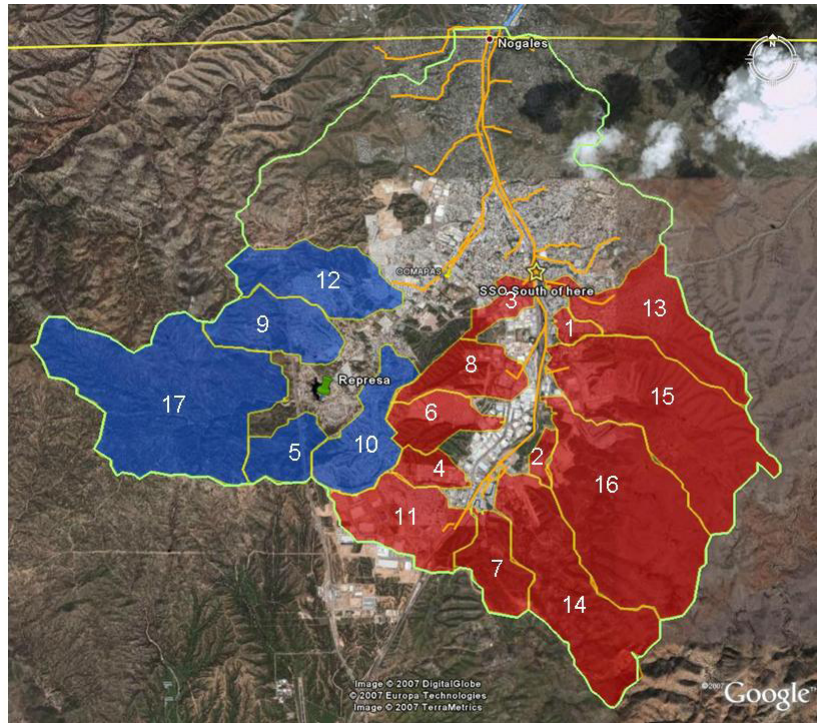 N
Nogales
12
COMAPAS
SSO South of here
3
13
9
1
8
Represa
15
17
6
10
5
4
2
16
11
7
14
Image © 2007 DigitalGlobe
© 2007 Europa Technologies
Image © 2007 TerraMetrics
©2007 Google™